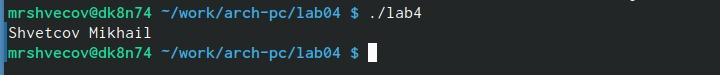 mrshvecov@dk8n74 ~/work/arch-pc/lab04 $ ./lab4
Shvetcov Mikhail
mrshvecov@dk8n74 ~/work/arch-pc/lab04 $